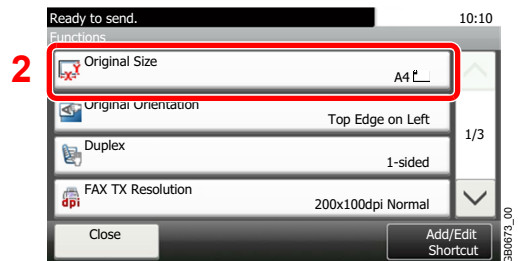 Ready to send.
10:10
Functions
2
Original Size
A4
Original Orientation
Top Edge on Left
1/3
Duplex
1-sided
FAX TX Resolution
dpi
200x100dpi Normal
Close
Add/Edit
Shortcut
GB0673_00